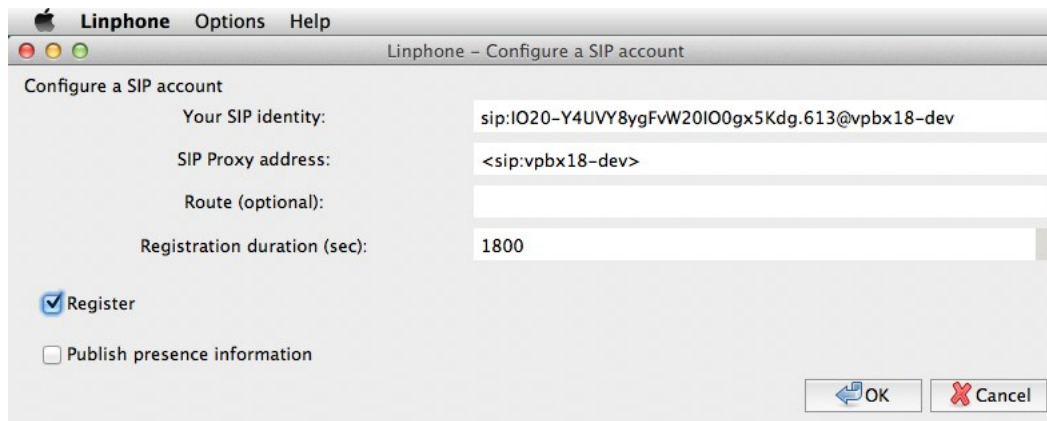 Linphone Options Help
Linphone – Configure a SIP account
Configure a SIP account
Your SIP identity: sip:IO20-Y4UVY8ygFvW20IO0gx5Kdg.613@vpbx18-dev
SIP Proxy address: <sip:vpbx18-dev>
Route (optional):
Registration duration (sec): 1800
Register
Publish presence information
OK Cancel